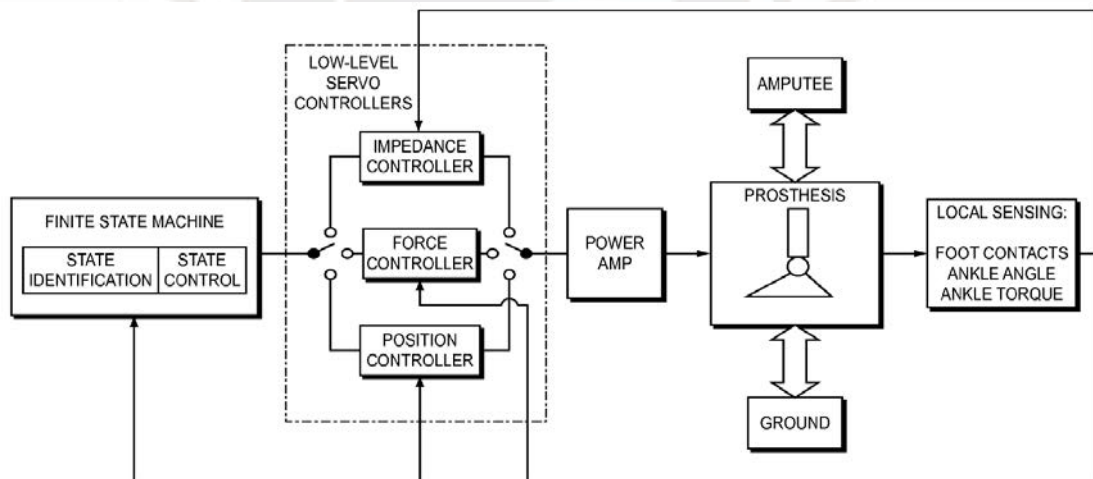 LOW-LEVEL
SERVO
CONTROLLERS
IMPEDANCE
CONTROLLER
FINITE STATE MACHINE
STATE
IDENTIFICATION
STATE
CONTROL
FORCE
CONTROLLER
POSITION
CONTROLLER
POWER
AMP
AMPUTEE
PROSTHESIS
GROUND
LOCAL SENSING:
FOOT CONTACTS
ANKLE ANGLE
ANKLE TORQUE